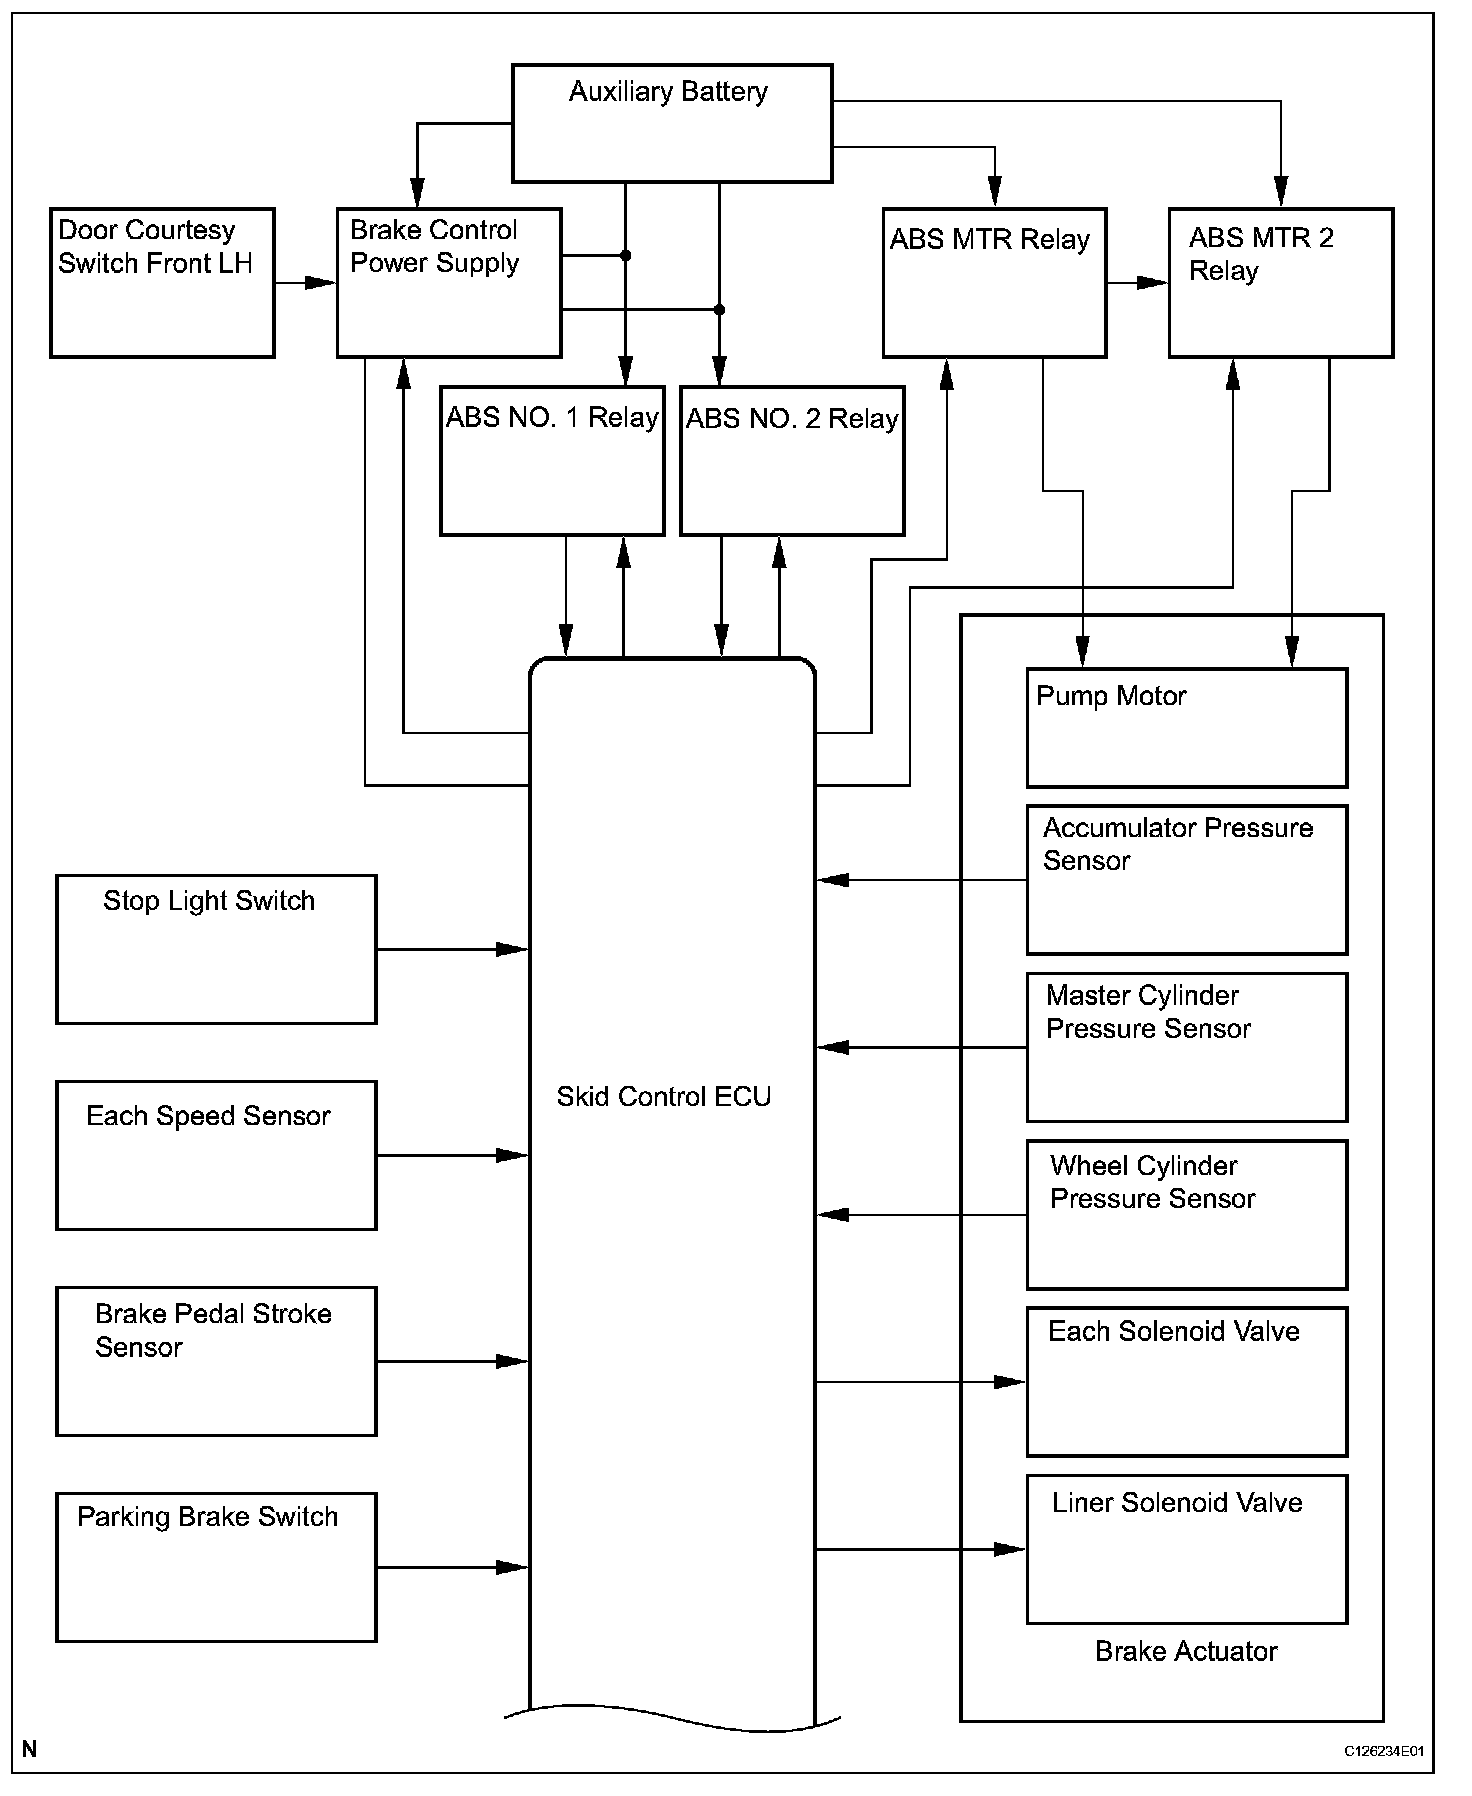 Auxiliary Battery
Door Courtesy
Switch Front LH
Brake Control
Power Supply
ABS MTR Relay
ABS MTR 2
Relay
ABS NO. 1 Relay
ABS NO. 2 Relay
Pump Motor
Accumulator Pressure
Sensor
Stop Light Switch
Master Cylinder
Pressure Sensor
Skid Control ECU
Each Speed Sensor
Wheel Cylinder
Pressure Sensor
Brake Pedal Stroke
Sensor
Each Solenoid Valve
Parking Brake Switch
Liner Solenoid Valve
Brake Actuator
N
C126234E01